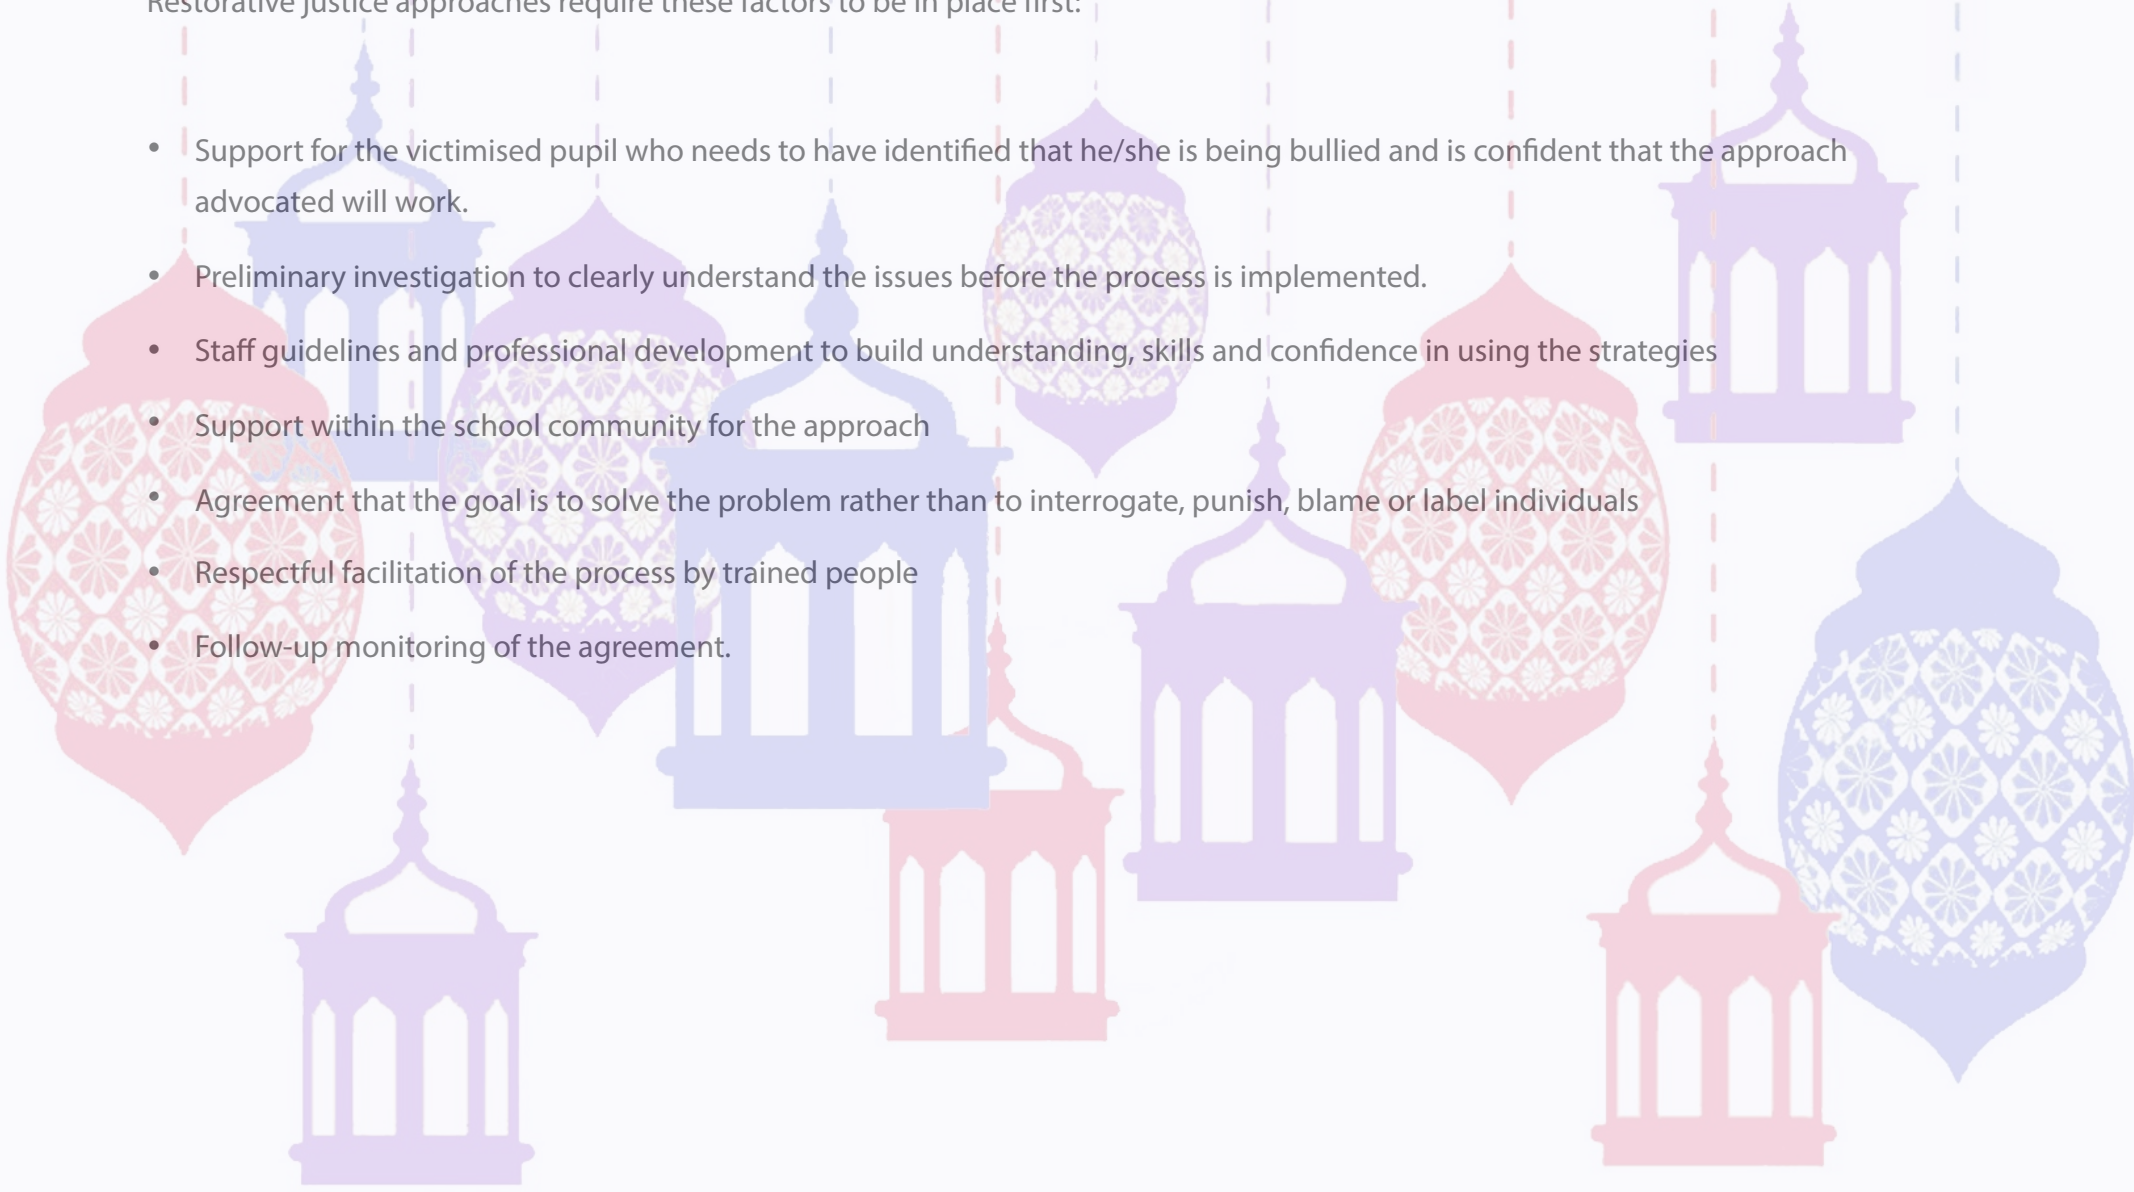 Restorative Justice approaches require these factors to be in place first:
• Support for the victimised pupil who needs to have identified that he/she is being bullied and is confident that the approach
advocated will work.
• Preliminary investigation to clearly understand the issues before the process is implemented.
• Staff guidelines and professional development to build understanding, skills and confidence in using the strategies
• Support within the school community for the approach
• Agreement that the goal is to solve the problem rather than to interrogate, punish, blame or label individuals
• Respectful facilitation of the process by trained people
• Follow-up monitoring of the agreement.